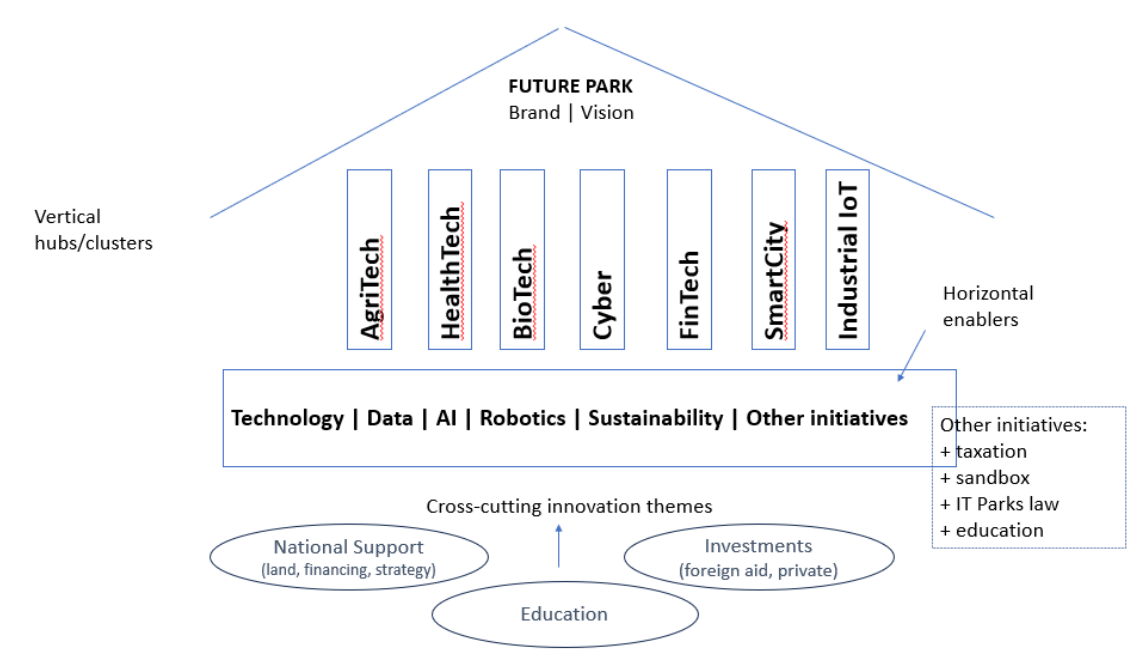 FUTURE PARK
Brand | Vision
Vertical
hubs/clusters
AgriTech
HealthTech
BioTech
Cyber
FinTech
SmartCity
Industrial IoT
Horizontal
enablers
Technology | Data | AI | Robotics | Sustainability | Other initiatives
Other initiatives:
+ taxation
+ sandbox
+ IT Parks law
+ education
Cross-cutting innovation themes
National Support
(land, financing, strategy)
Investments
(foreign aid, private)
Education